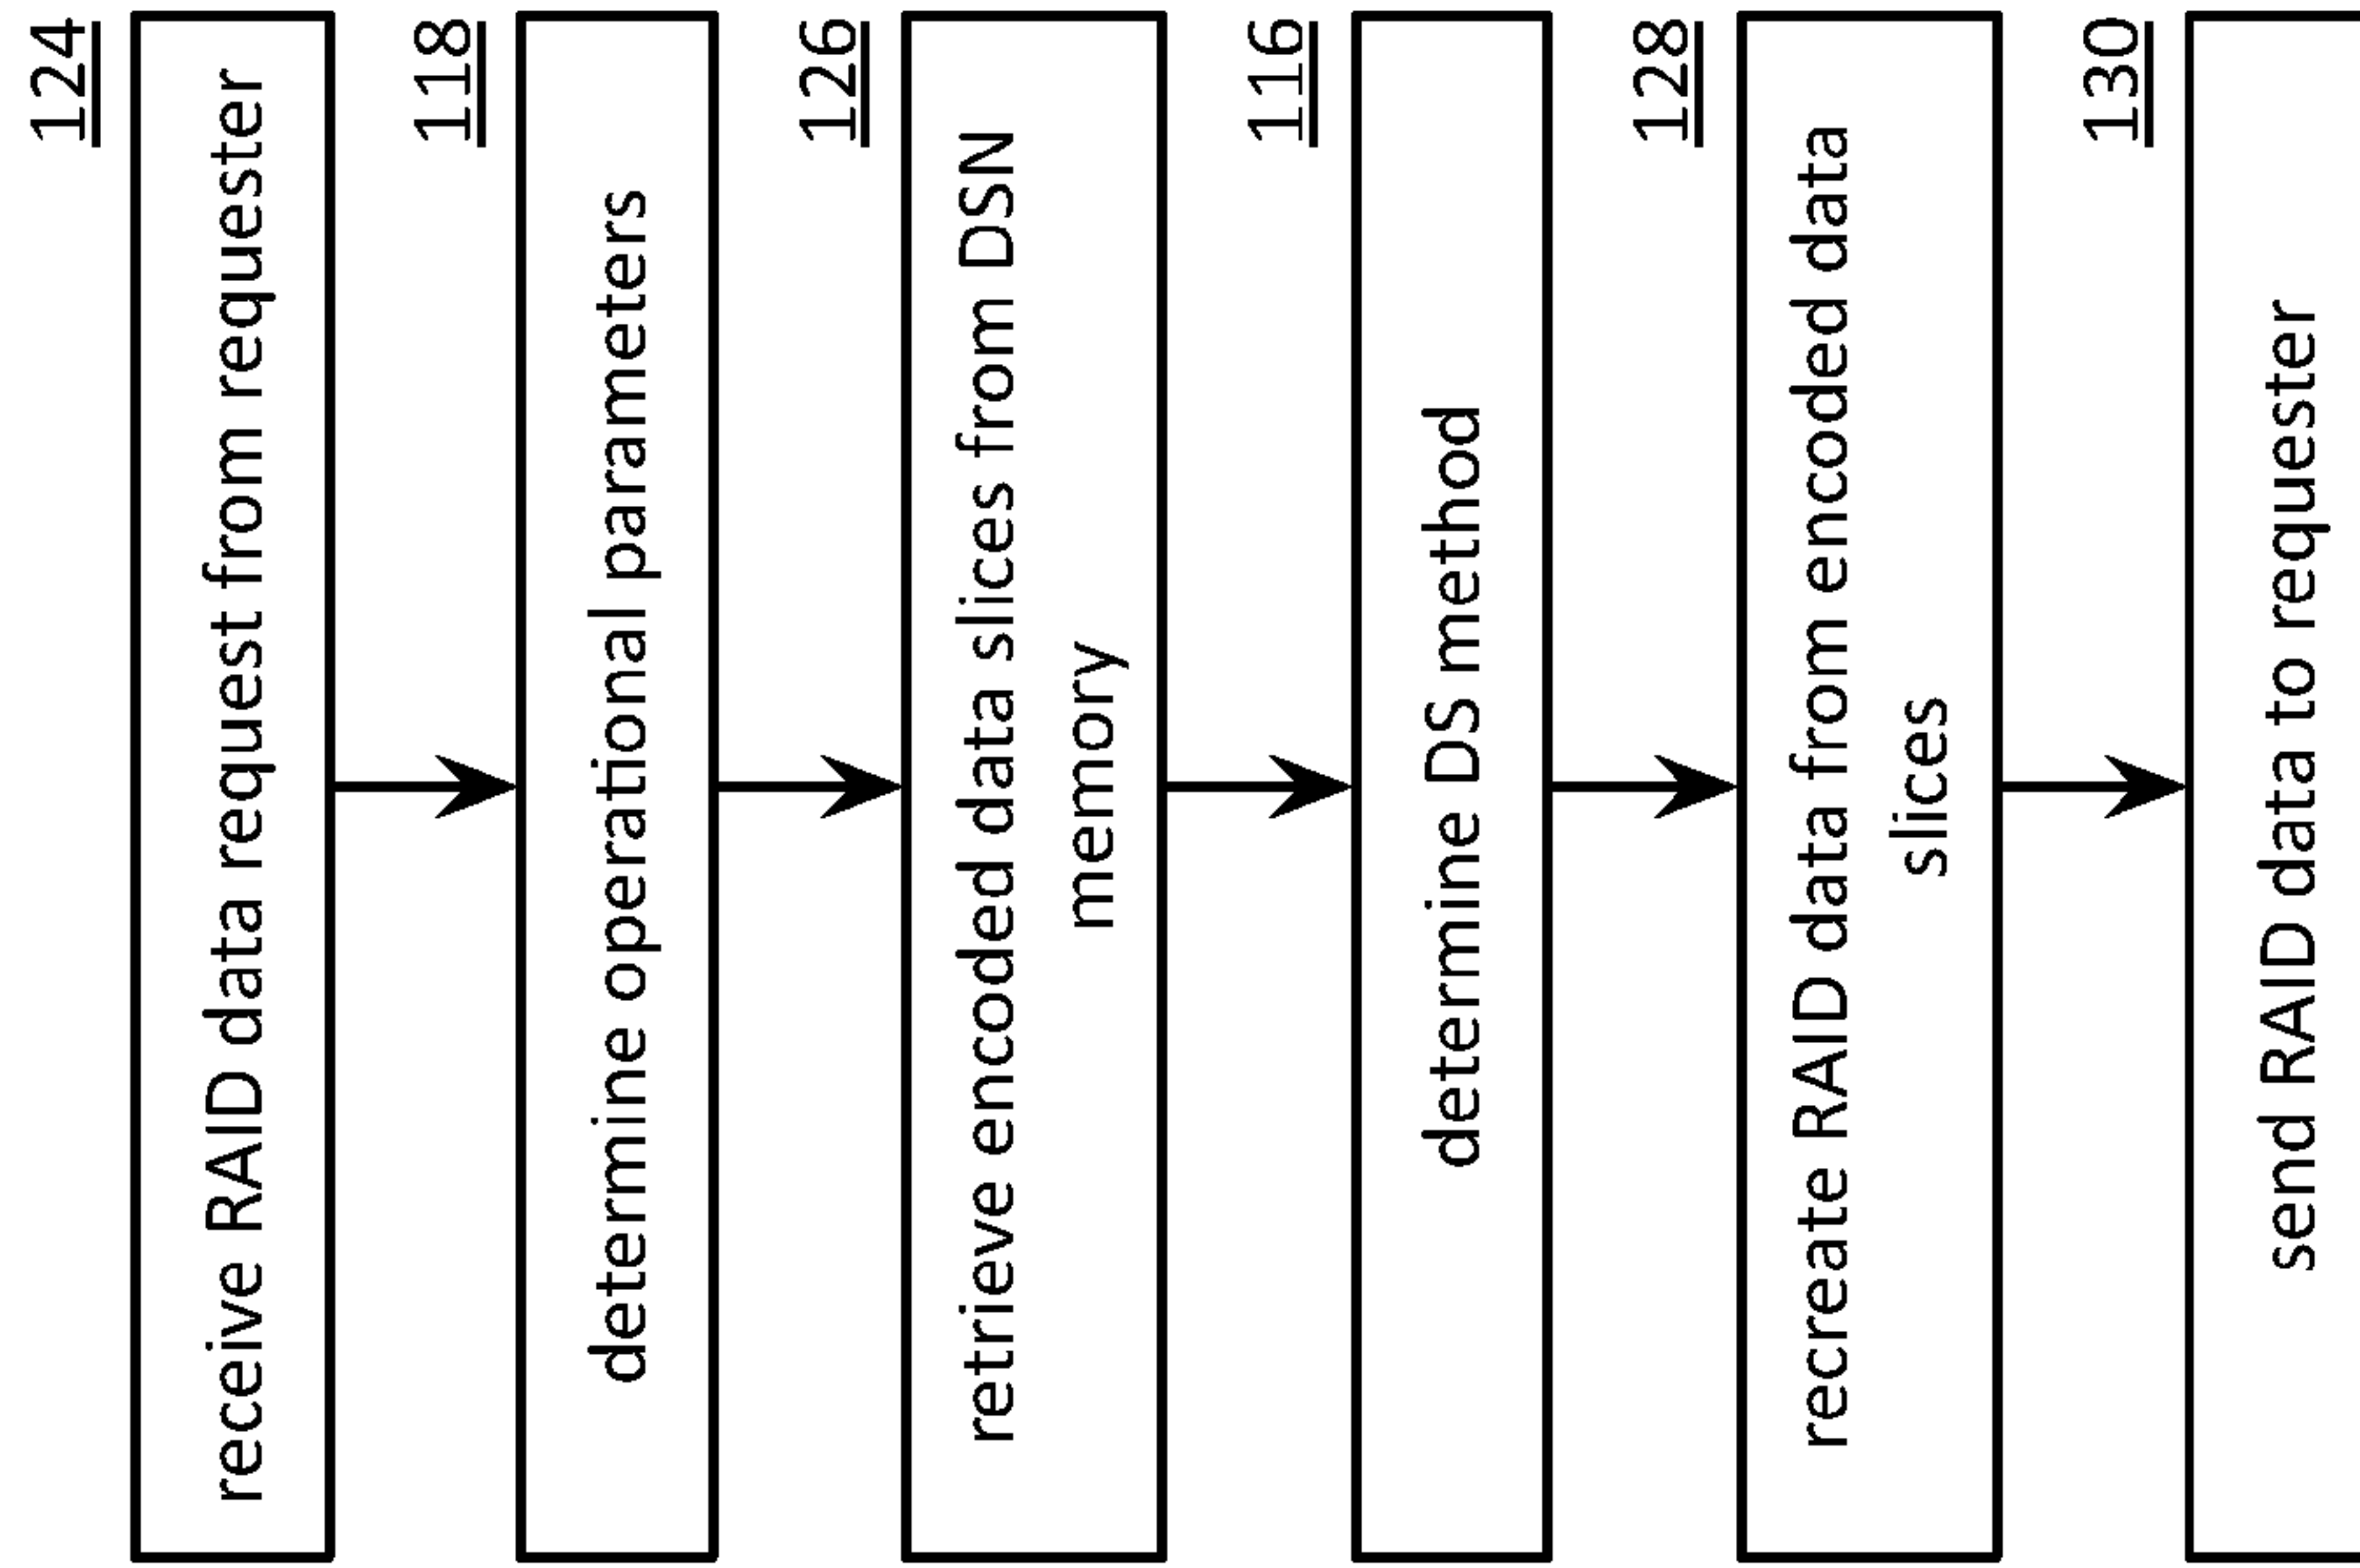 124
receive RAID data request from requester
118
determine operational parameters
126
retrieve encoded data slices from DSN
memory
116
determine DS method
128
recreate RAID data from encoded data
slices
130
send RAID data to requester